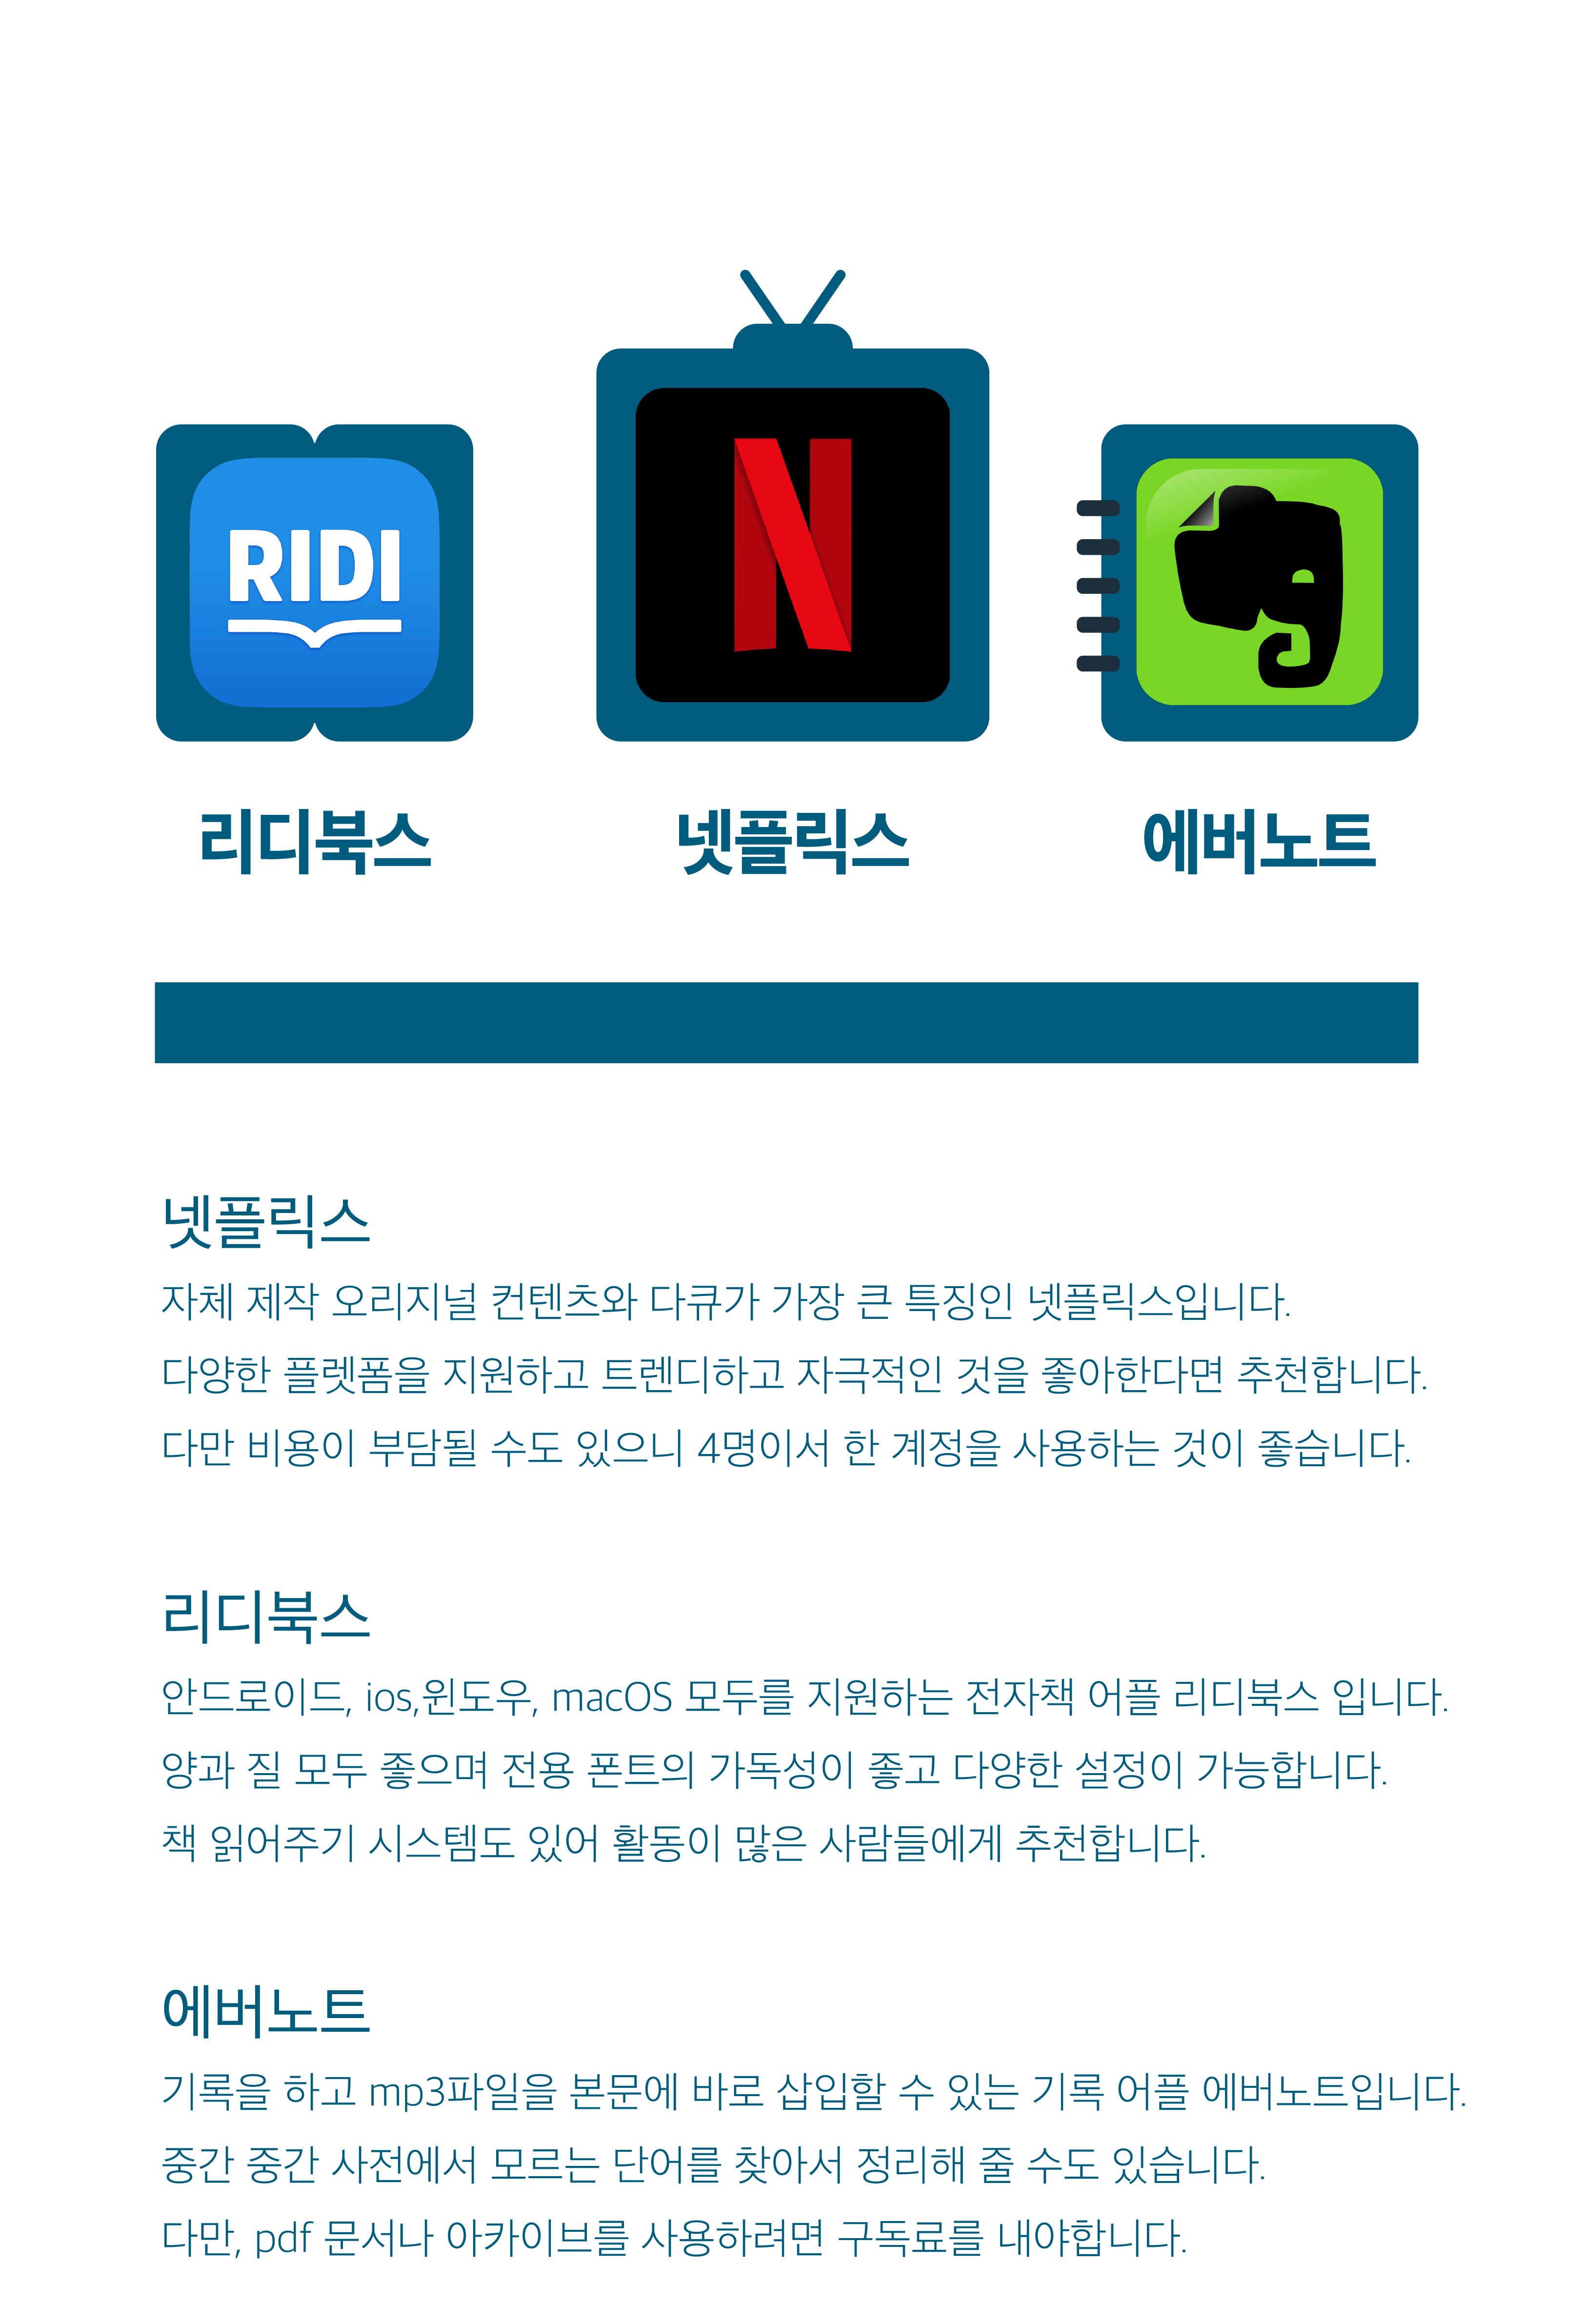 RIDI
N
리디북스 넷플릭스 에버노트
넷플릭스
자체 제작 오리지널 컨텐츠와 다큐가 가장 큰 특징인 넷플릭스입니다.
다양한 플렛폼을 지원하고 트렌디하고 자극적인 것을 좋아한다면 추천합니다.
다만 비용이 부담될 수도 있으니 4명이서 한 계정을 사용하는 것이 좋습니다.
리디북스
안드로이드, ios,윈도우, macOS 모두를 지원하는 전자책 어플 리디북스 입니다.
양과 질 모두 좋으며 전용 폰트의 가독성이 좋고 다양한 설정이 가능합니다.
책 읽어주기 시스템도 있어 활동이 많은 사람들에게 추천합니다.
에버노트
기록을 하고 mp3파일을 본문에 바로 삽입할 수 있는 기록 어플 에버노트입니다.
중간 중간 사전에서 모르는 단어를 찾아서 정리해 줄 수도 있습니다.
다만, pdf 문서나 아카이브를 사용하려면 구독료를 내야합니다.